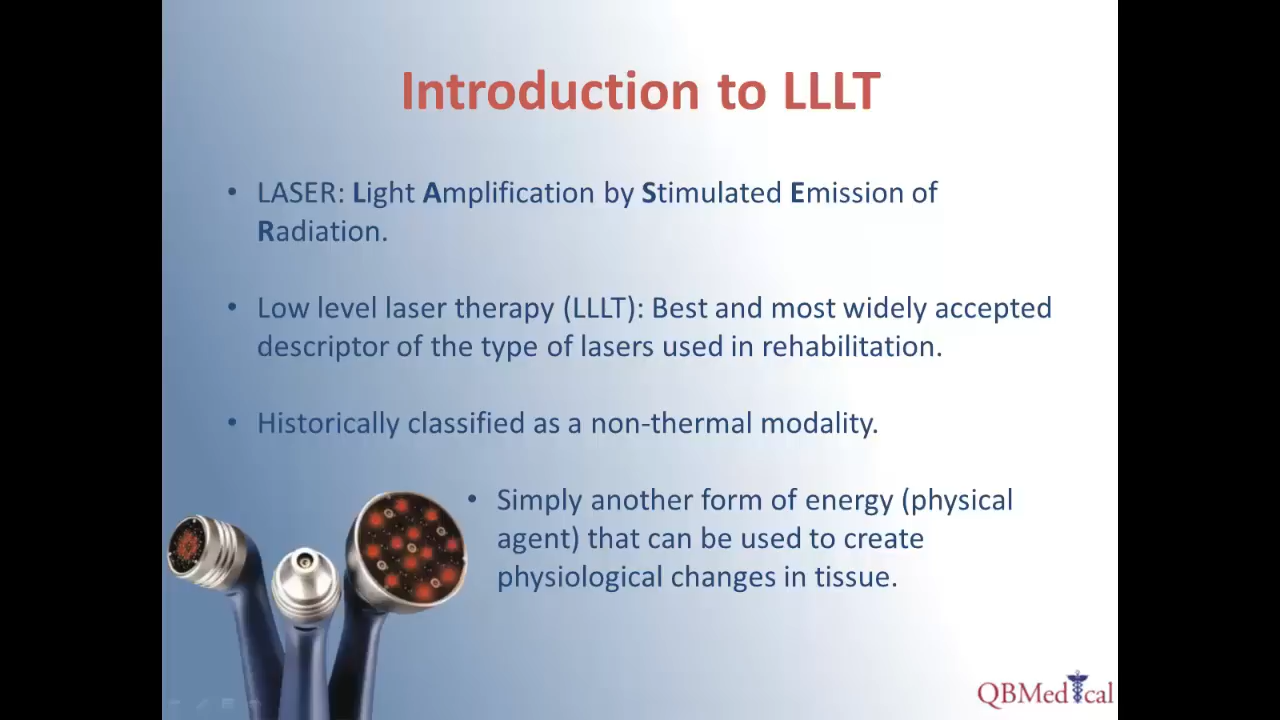 Introduction to LLLT
• LASER: Light Amplification by Stimulated Emission of
Radiation.
• Low level laser therapy (LLLT): Best and most widely accepted
descriptor of the type of lasers used in rehabilitation.
• Historically classified as a non-thermal modality.
• Simply another form of energy (physical
agent) that can be used to create
physiological changes in tissue.
QBMedical